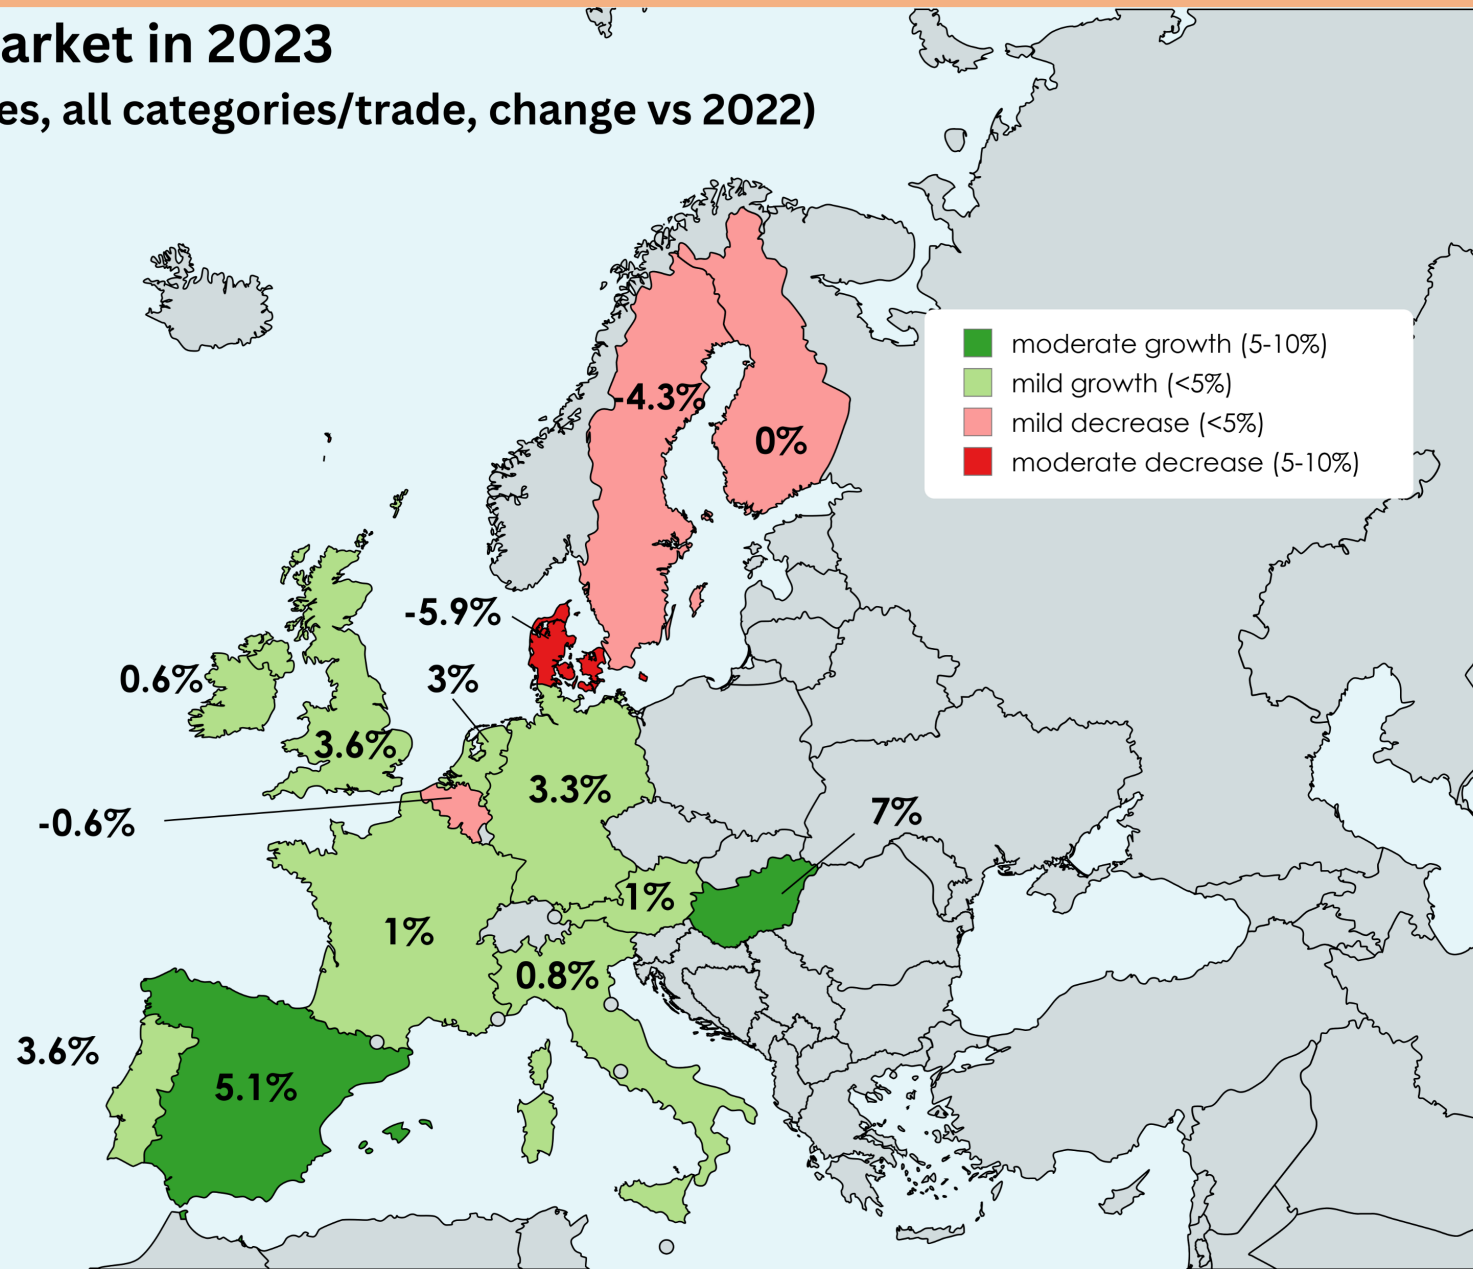 arket in 2023
es, all categories/trade, change vs 2022)
moderate growth (5-10%)
mild growth (<5%)
mild decrease (<5%)
moderate decrease (5-10%)
-4.3%
0%
-5.9%
0.6%
3%
3.6%
3.3%
-0.6%
7%
1%
1%
0.8%
3.6%
5.1%